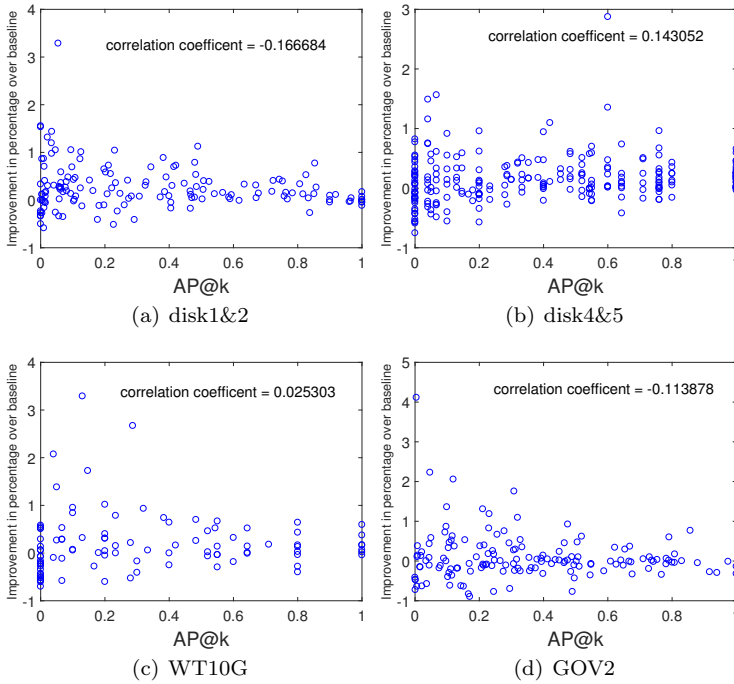 4
3
2
1
0
-1
Improvement in percentage over baseline
correlation coefficent = -0.166684
0 0.2 0.4 0.6 0.8 1
AP@k
(a) disk1&2
3
2
1
0
-1
Improvement in percentage over baseline
correlation coefficent = 0.143052
0 0.2 0.4 0.6 0.8 1
AP@k
(b) disk4&5
4
3
2
1
0
-1
Improvement in percentage over baseline
correlation coefficent = 0.025303
0 0.2 0.4 0.6 0.8 1
AP@k
(c) WT10G
5
4
3
2
1
0
-1
Improvement in percentage over baseline
correlation coefficent = -0.113878
0 0.2 0.4 0.6 0.8 1
AP@k
(d) GOV2